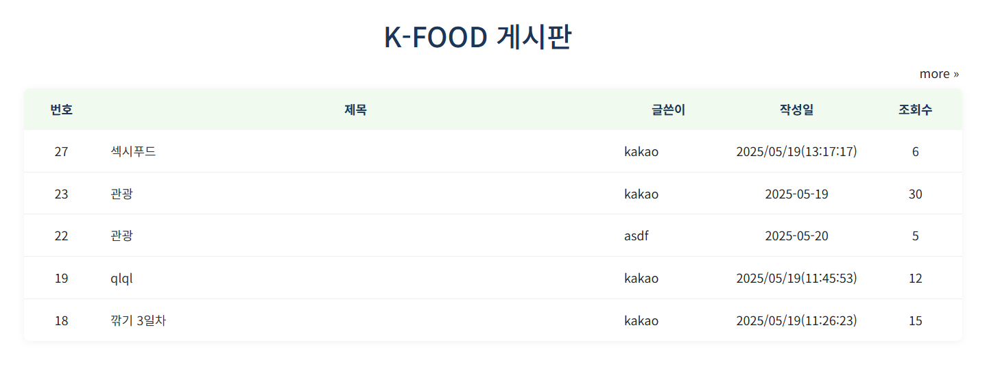 K-FOOD 게시판
more »
번호 제목 글쓴이 작성일 조회수
27 섹시푸드 kakao 2025/05/19(13:17:17) 6
23 관광 kakao 2025-05-19 30
22 관광 asdf 2025-05-20 5
19 qlql kakao 2025/05/19(11:45:53) 12
18 깎기 3일차 kakao 2025/05/19(11:26:23) 15